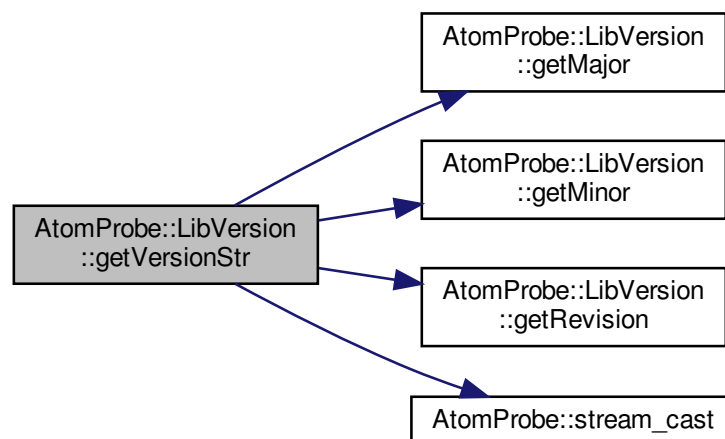 AtomProbe::LibVersion
::getMajor
AtomProbe::LibVersion
::getMinor
AtomProbe::LibVersion
::getVersionStr
AtomProbe::LibVersion
::getRevision
AtomProbe::stream_cast